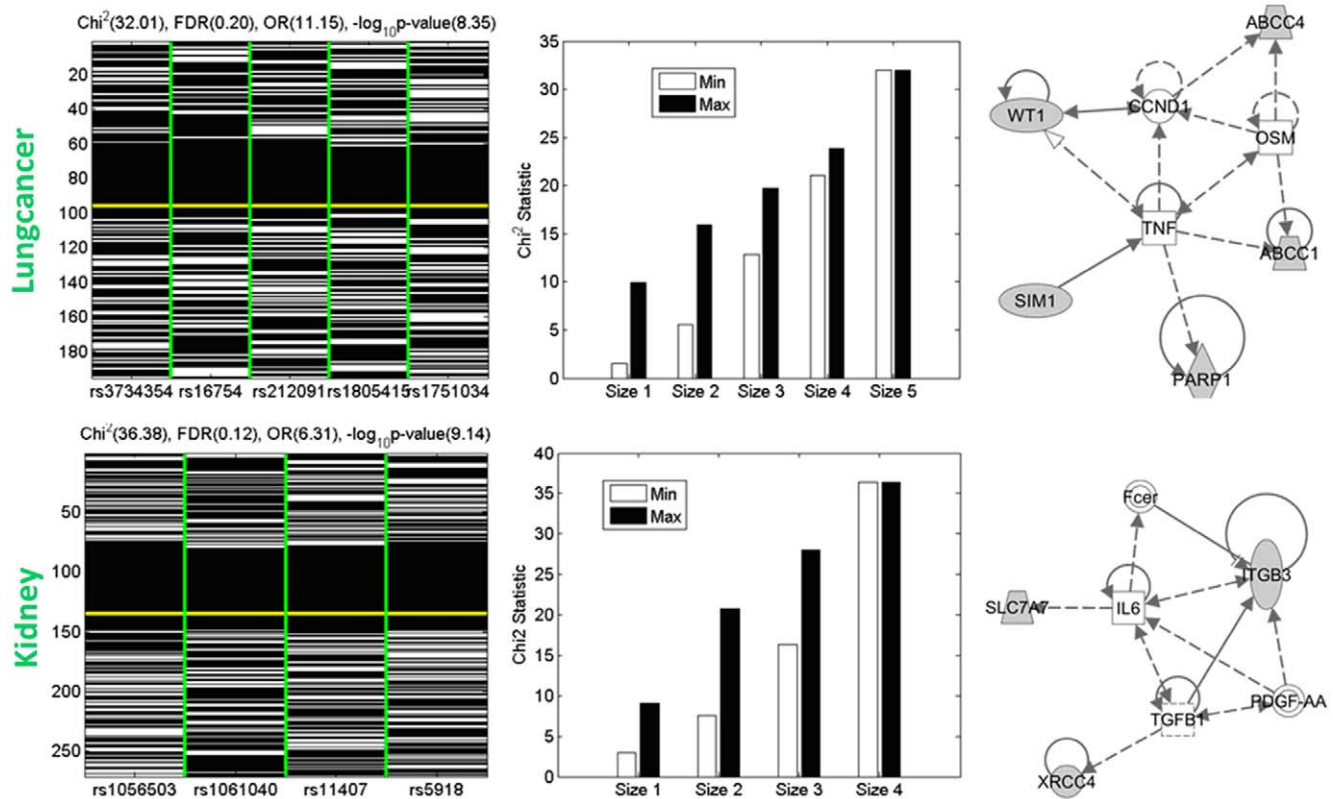 Lungcancer
Chi²(32.01), FDR(0.20), OR(11.15), -log₁₀p-value(8.35)
20
40
60
80
100
120
140
160
180
rs3734354 rs16754 rs212091 rs1805415 rs1751034
Chi² Statistic
35
30
25
20
15
10
5
0
Min
Max
Size 1 Size 2 Size 3 Size 4 Size 5
ABCC4
WT1
CCND1
OSM
TNF
ABCC1
SIM1
PARP1
Kidney
Chi²(36.38), FDR(0.12), OR(6.31), -log₁₀p-value(9.14)
50
100
150
200
250
rs1056503 rs1061040 rs11407 rs5918
Chi2 Statistic
40
35
30
25
20
15
10
5
0
Min
Max
Size 1 Size 2 Size 3 Size 4
Fcer
ITGB3
SLC7A7
IL6
PDGF-AA
TGFB1
XRCC4